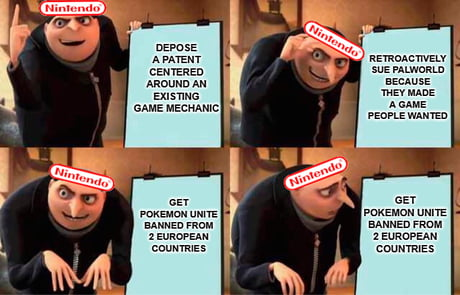 Nintendo
DEPOSE
A PATENT
CENTERED
AROUND AN
EXISTING
GAME MECHANIC
Nintendo
RETROACTIVELY
SUE PALWORLD
BECAUSE
THEY MADE
A GAME
PEOPLE WANTED
Nintendo
GET
POKEMON UNITE
BANNED FROM
2 EUROPEAN
COUNTRIES
Nintendo
GET
POKEMON UNITE
BANNED FROM
2 EUROPEAN
COUNTRIES